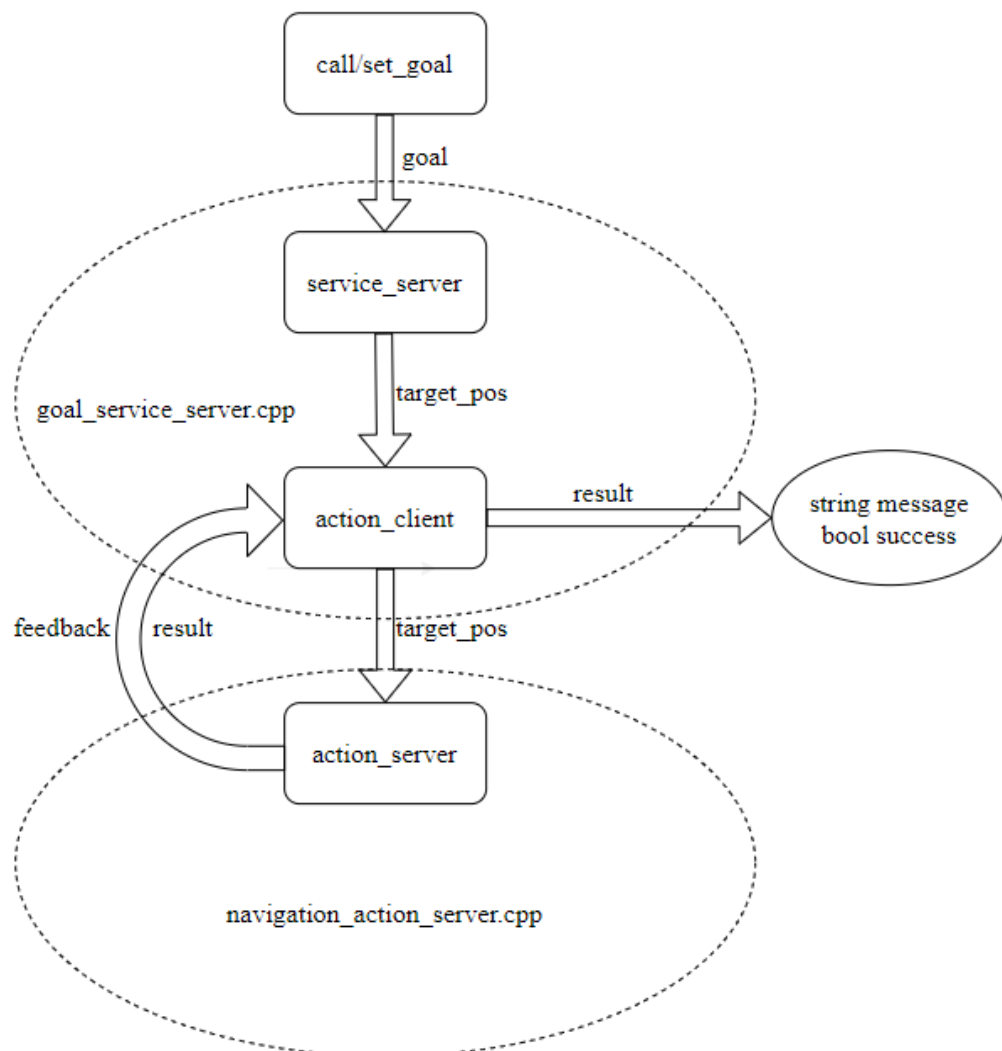 call/set_goal
goal
service_server
target_pos
goal_service_server.cpp
action_client
result
string message
bool success
feedback
result
target_pos
action_server
navigation_action_server.cpp